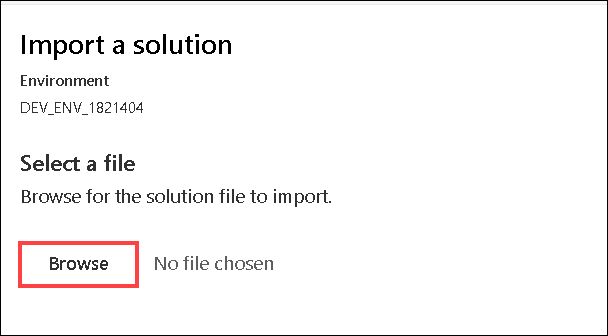 Import a solution
Environment
DEV_ENV_1821404
Select a file
Browse for the solution file to import.
Browse No file chosen